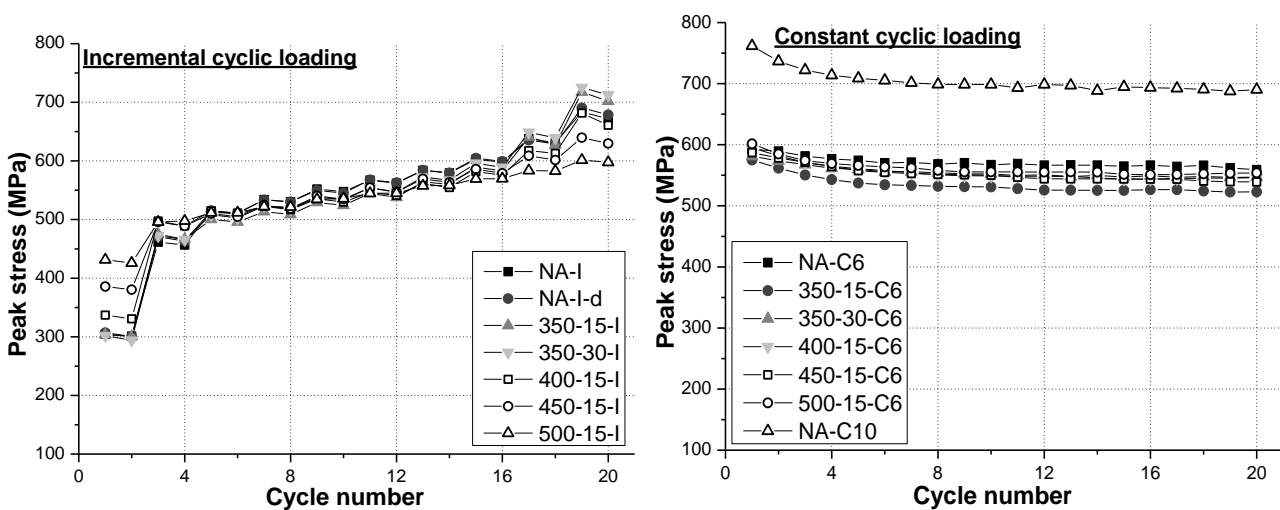 Incremental cyclic loading
Peak stress (MPa)
800
700
600
500
400
300
200
100
0
4
8
12
16
20
Cycle number
NA-I
NA-I-d
350-15-I
350-30-I
400-15-I
450-15-I
500-15-I
Constant cyclic loading
Peak stress (MPa)
800
700
600
500
400
300
200
100
0
4
8
12
16
20
Cycle number
NA-C6
350-15-C6
350-30-C6
400-15-C6
450-15-C6
500-15-C6
NA-C10